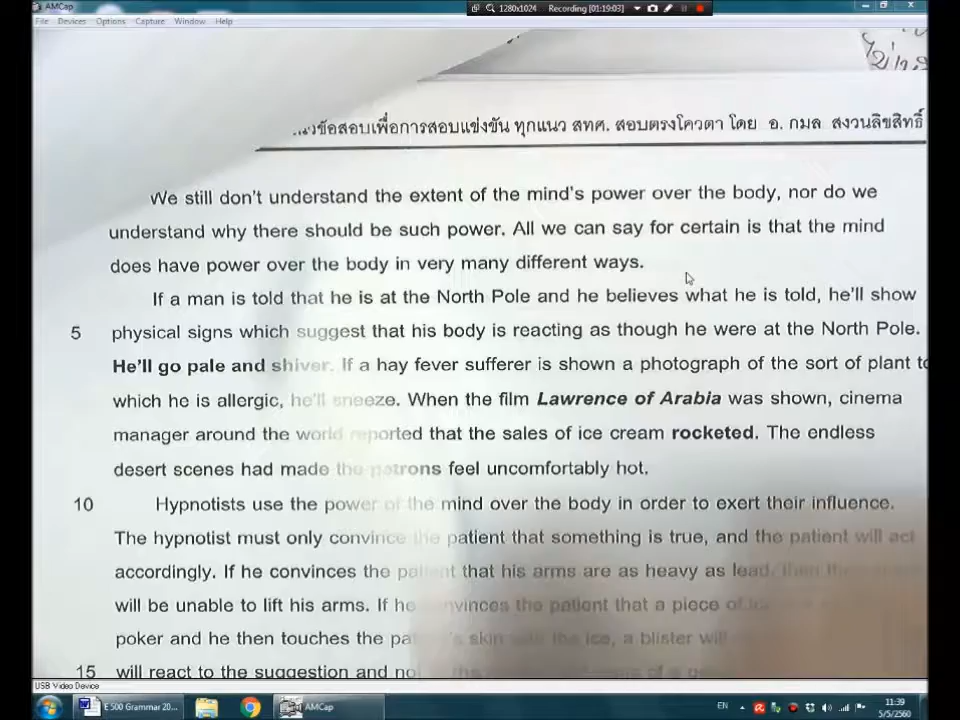 AMCap
File Devices Options Capture Window Help
1280x1024 Recording [01:19:03]
ข้อสอบเพื่อการสอบแข่งขัน ทุกแนว สทศ. สอบตรงโควตา โดย อ. กมล สงวนลิขสิทธิ์
We still don't understand the extent of the mind's power over the body, nor do we
understand why there should be such power. All we can say for certain is that the mind
does have power over the body in very many different ways.
If a man is told that he is at the North Pole and he believes what he is told, he'll show
5 physical signs which suggest that his body is reacting as though he were at the North Pole.
He'll go pale and shiver. If a hay fever sufferer is shown a photograph of the sort of plant to
which he is allergic, he'll sneeze. When the film Lawrence of Arabia was shown, cinema
manager around the world reported that the sales of ice cream rocketed. The endless
desert scenes had made the patrons feel uncomfortably hot.
10 Hypnotists use the power of the mind over the body in order to exert their influence.
The hypnotist must only convince the patient that something is true, and the patient will act
accordingly. If he convinces the patient that his arms are as heavy as lead, then the
will be unable to lift his arms. If he convinces the patient that a piece of ice
poker and he then touches the patient's skin with the ice, a blister will
15 will react to the suggestion and not
USB Video Device
E 500 Grammar 20... AMCap EN 11:39
5/5/2560